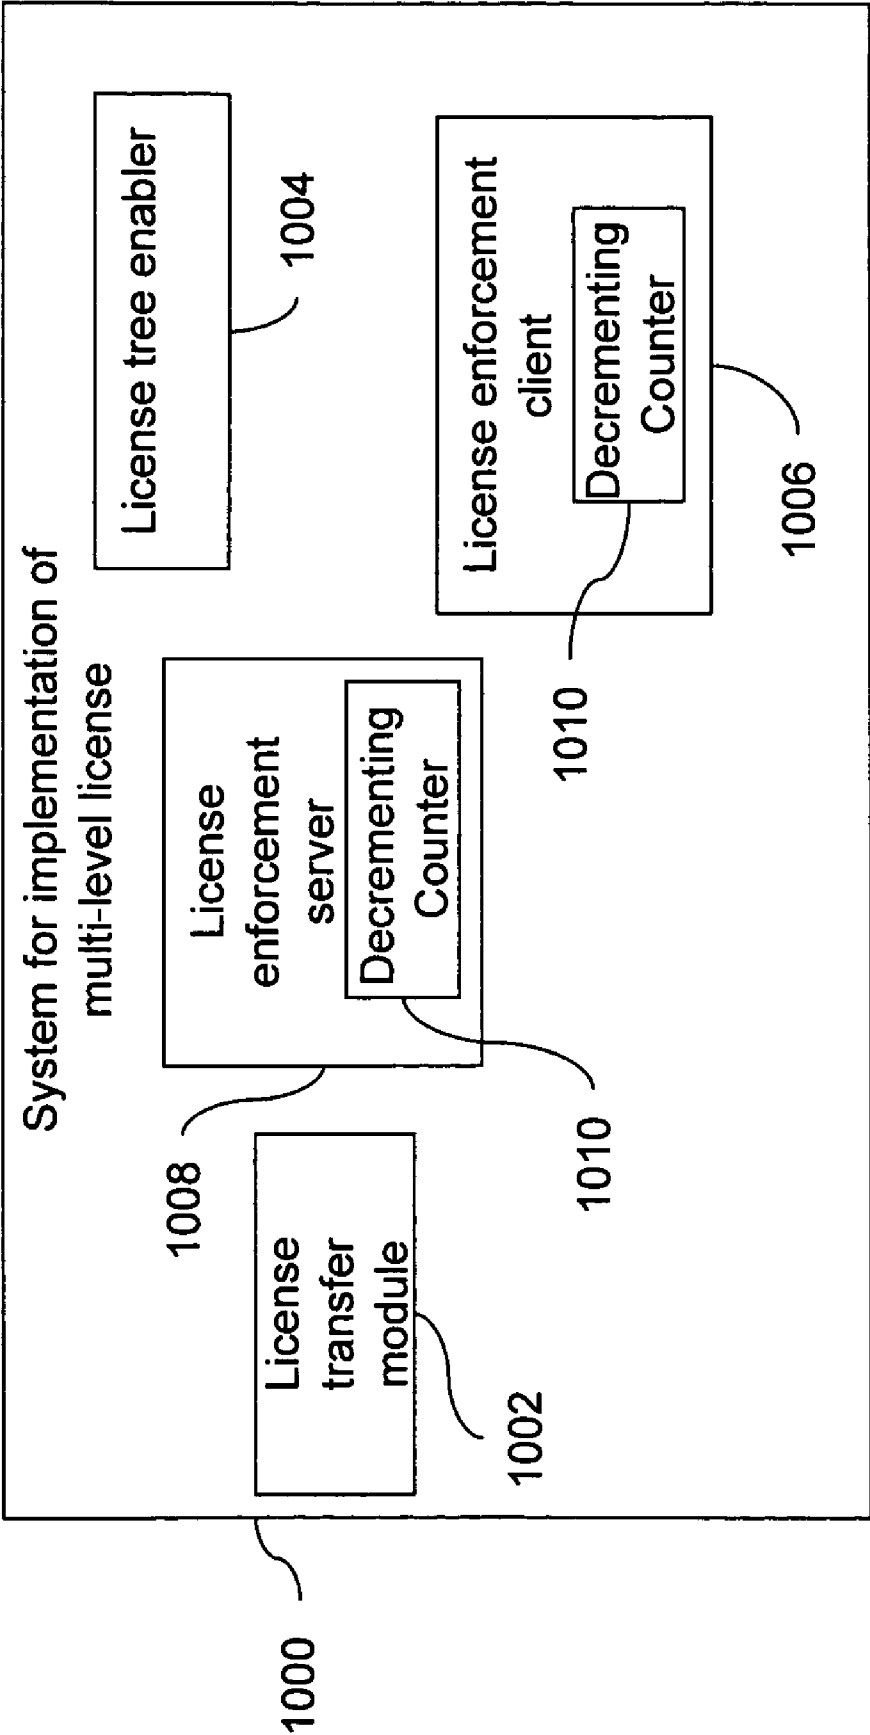 System for implementation of
multi-level license
License tree enabler
1004
License
enforcement
server
Decrementing
Counter
1008
1010
License
transfer
module
1002
License enforcement
client
Decrementing
Counter
1010
1006
1000